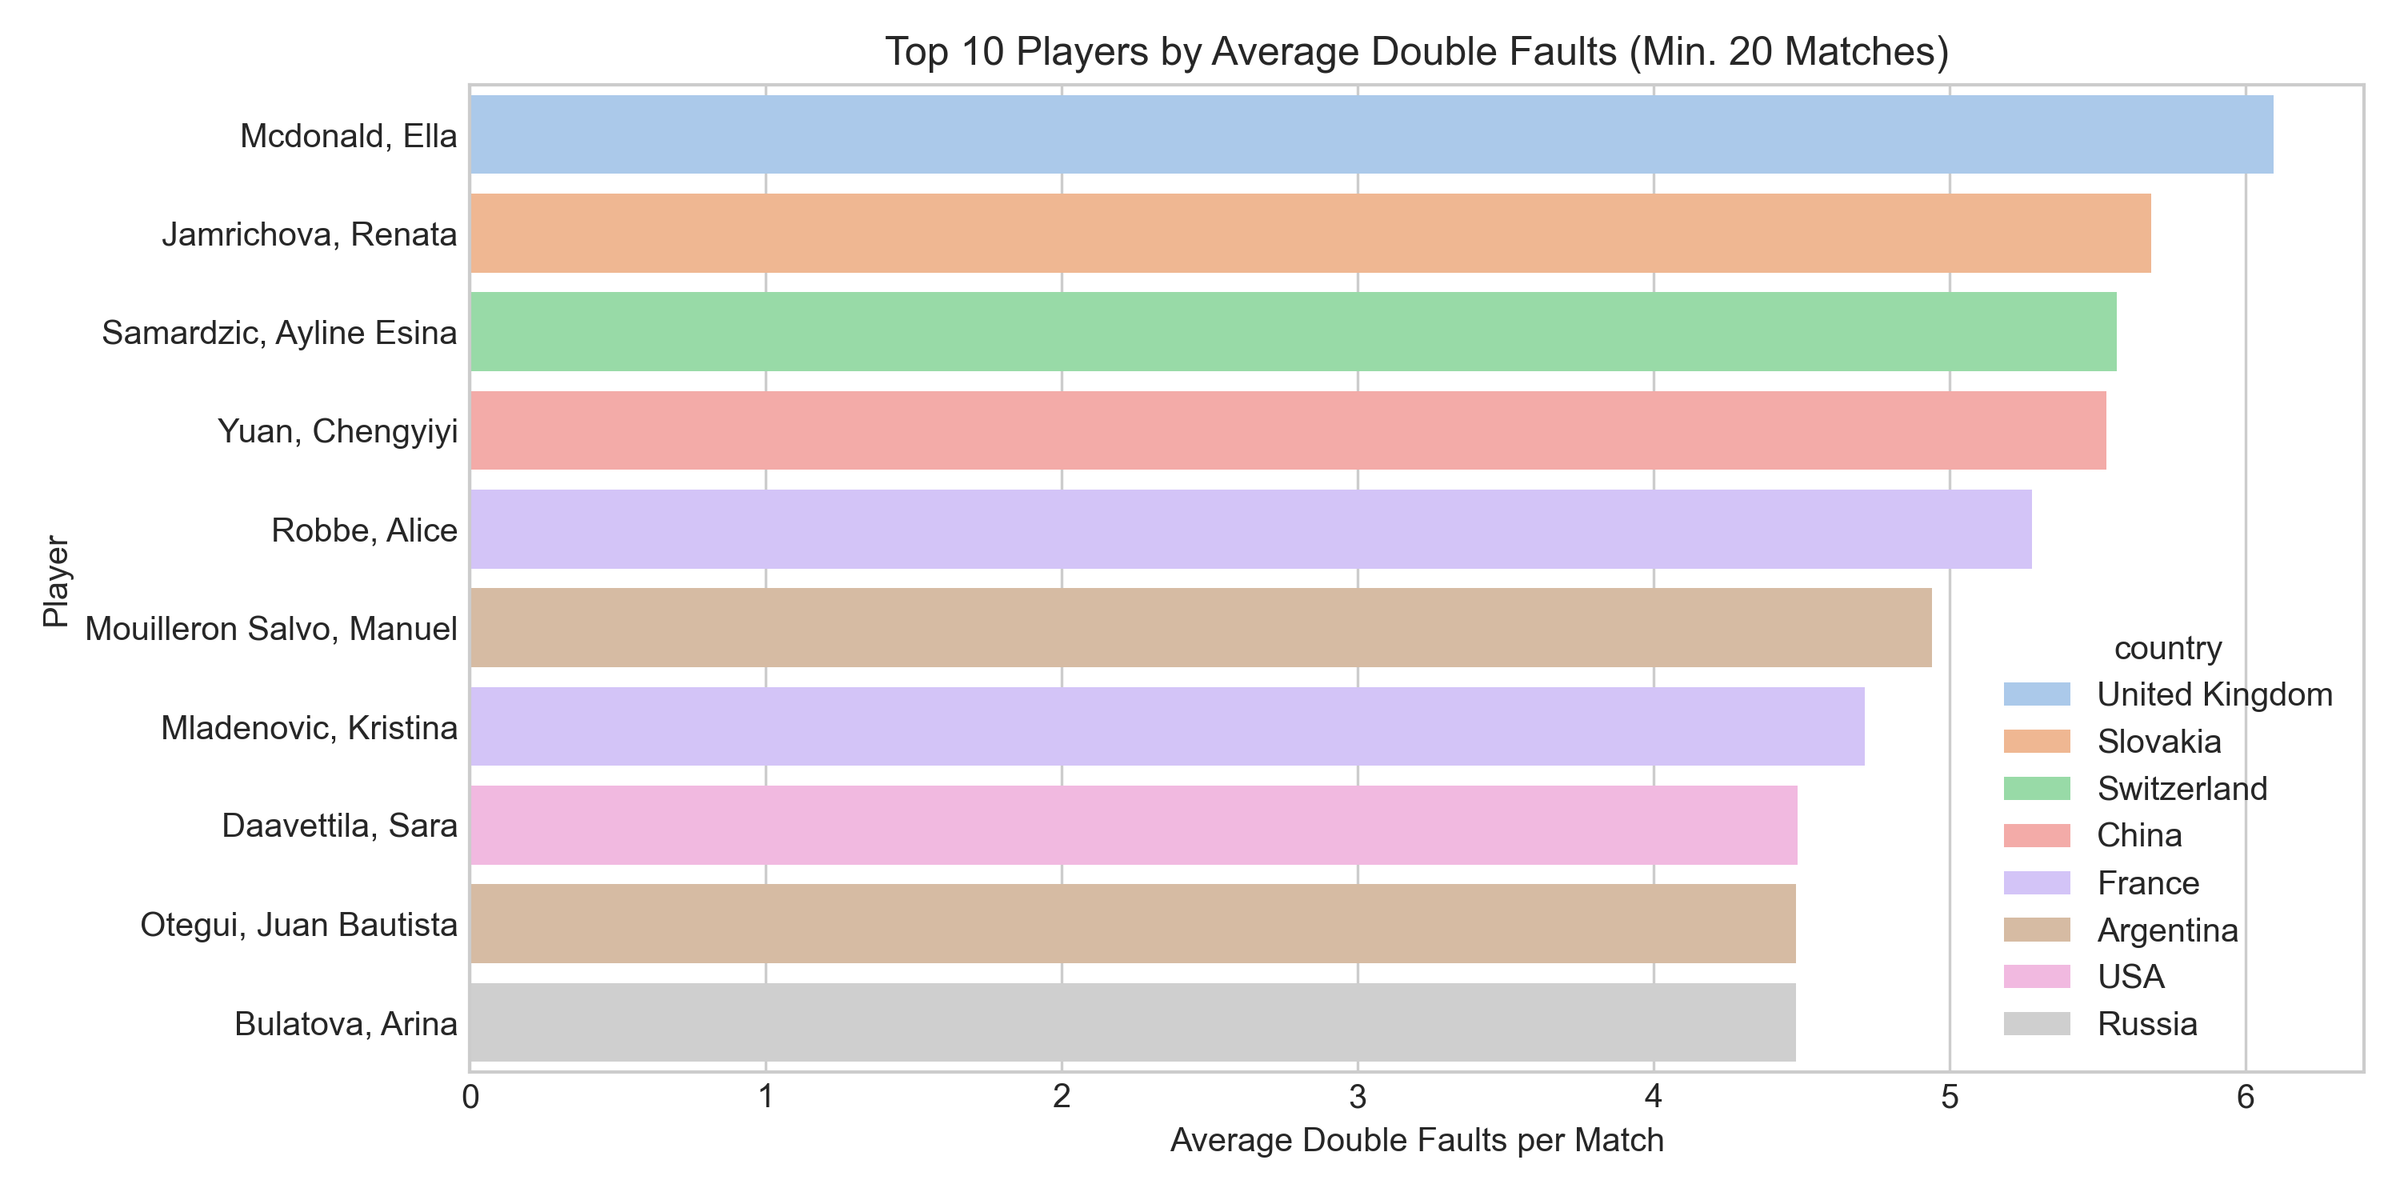 Top 10 Players by Average Double Faults (Min. 20 Matches)
Player
Mcdonald, Ella
Jamrichova, Renata
Samardzic, Ayline Esina
Yuan, Chengyiyi
Robbe, Alice
Mouilleron Salvo, Manuel
Mladenovic, Kristina
Daavettila, Sara
Otegui, Juan Bautista
Bulatova, Arina
country
United Kingdom
Slovakia
Switzerland
China
France
Argentina
USA
Russia
0 1 2 3 4 5 6
Average Double Faults per Match